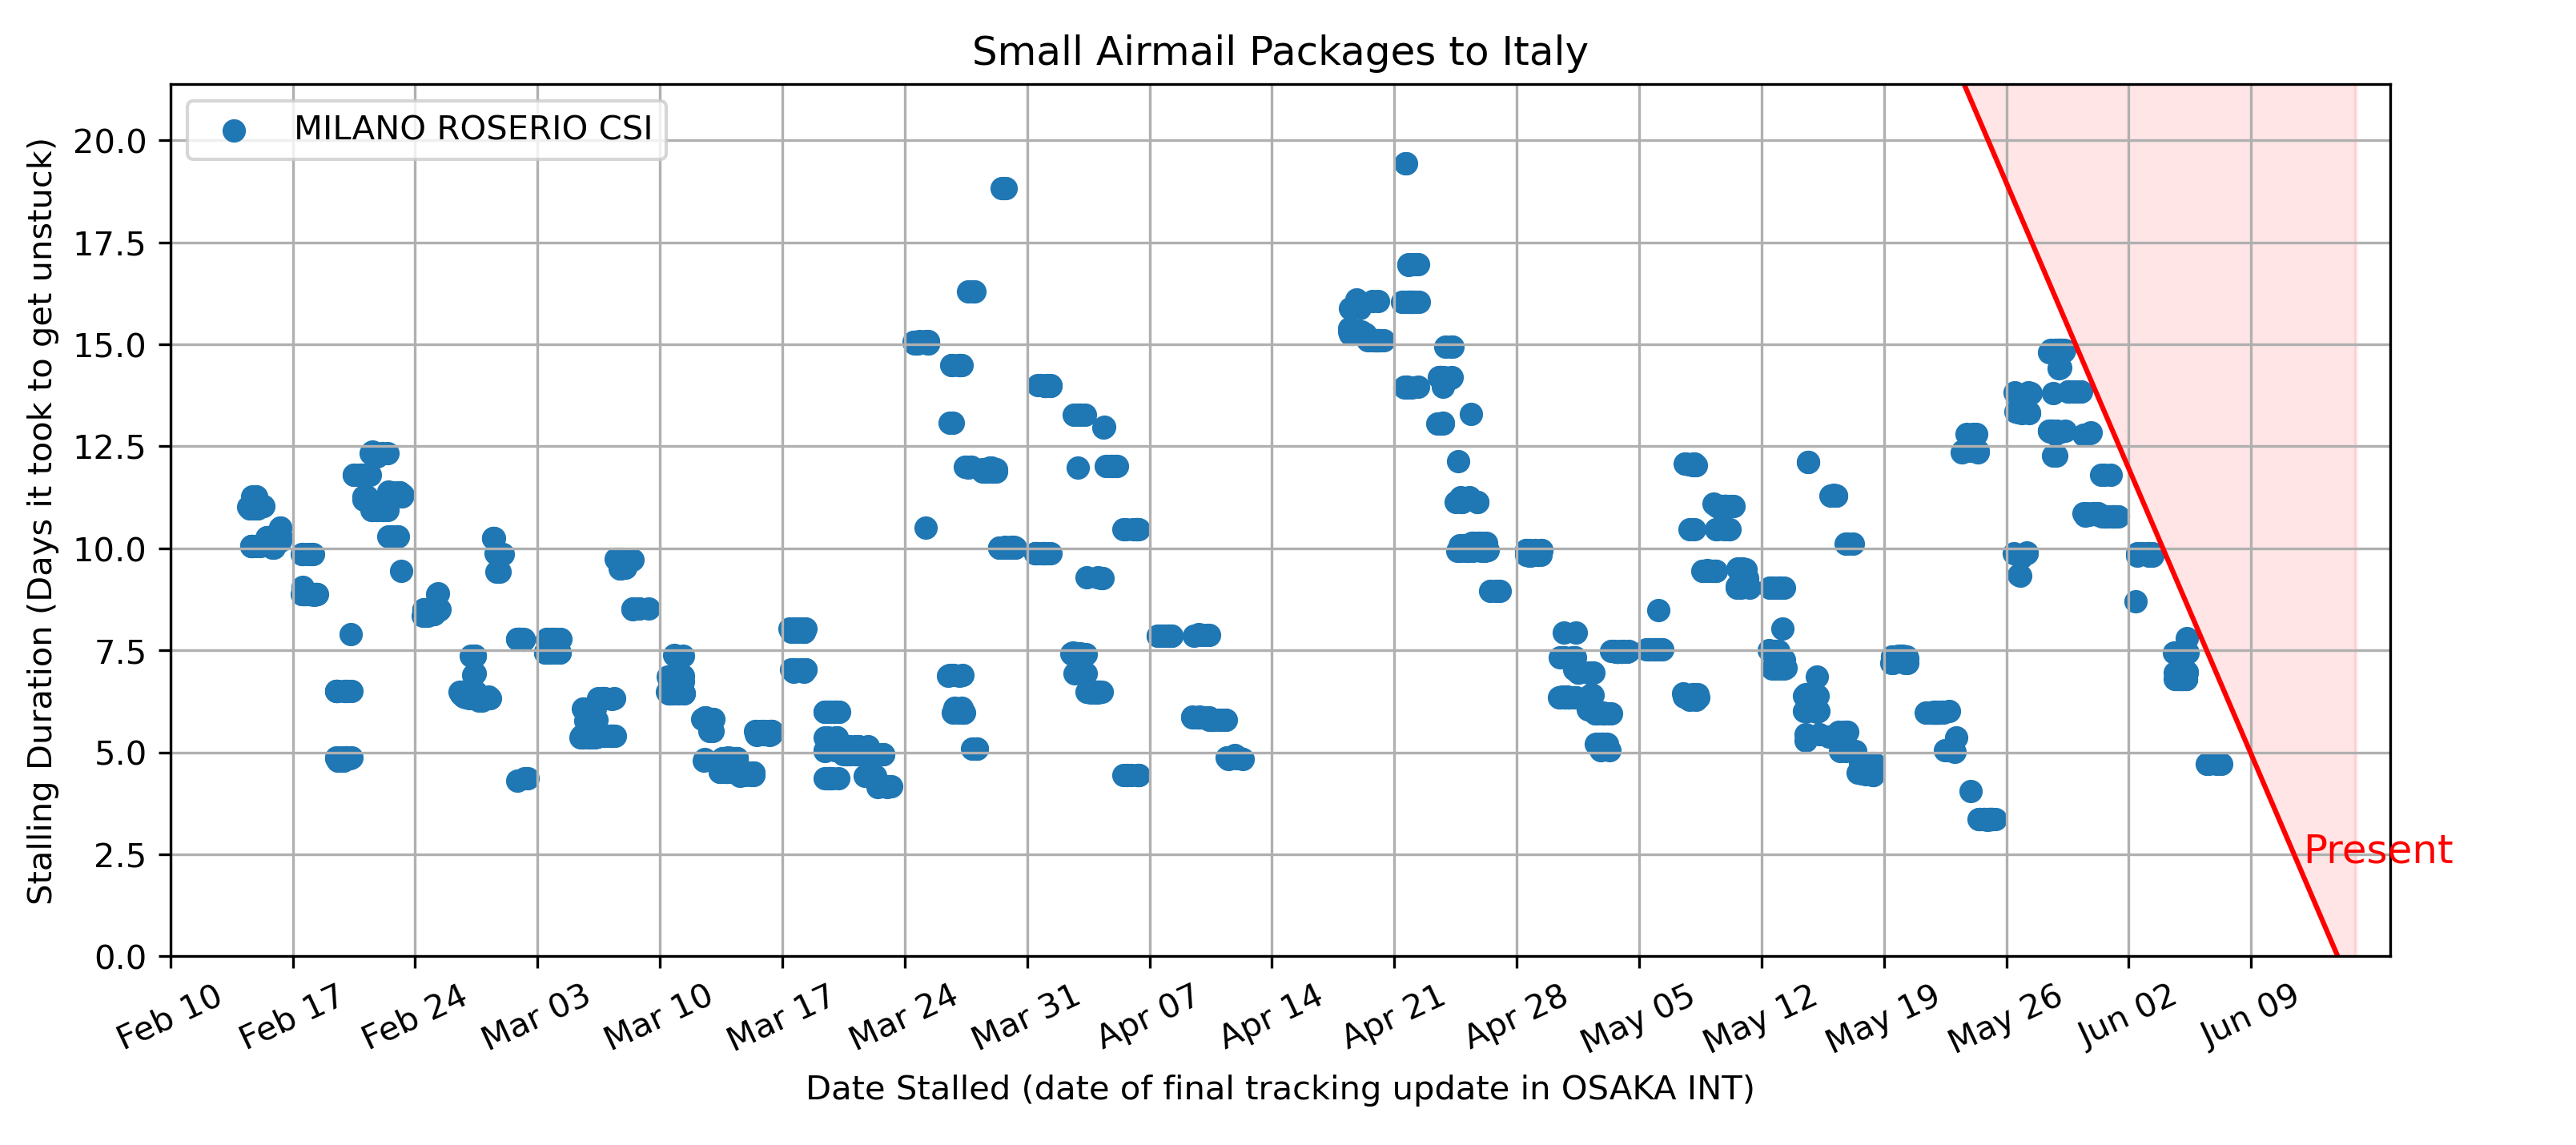 Small Airmail Packages to Italy
MILANO ROSERIO CSI
Stalling Duration (Days it took to get unstuck)
20.0
17.5
15.0
12.5
10.0
7.5
5.0
2.5
0.0
Present
Feb 10
Feb 17
Feb 24
Mar 03
Mar 10
Mar 17
Mar 24
Mar 31
Apr 07
Apr 14
Apr 21
Apr 28
May 05
May 12
May 19
May 26
Jun 02
Jun 09
Date Stalled (date of final tracking update in OSAKA INT)